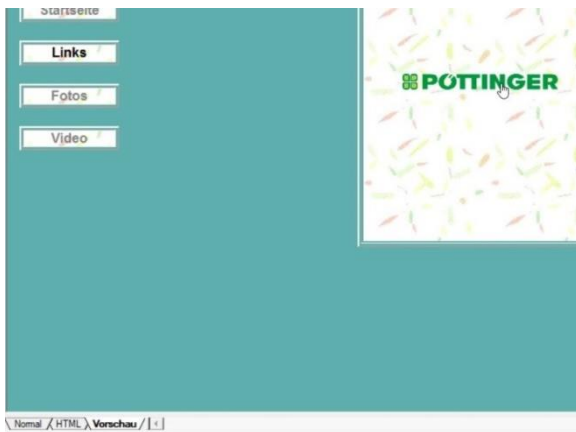 Startseite
Links
Fotos
Video
PÖTTINGER
Normal HTML Vorschau